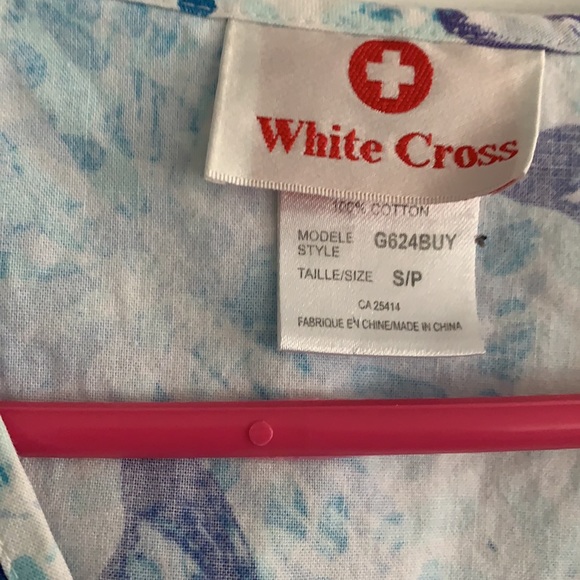 White Cross
100% COTTON
MODELE STYLE G624BUY
TAILLE/SIZE S/P
CA 25414
FABRIQUE EN CHINE/MADE IN CHINA